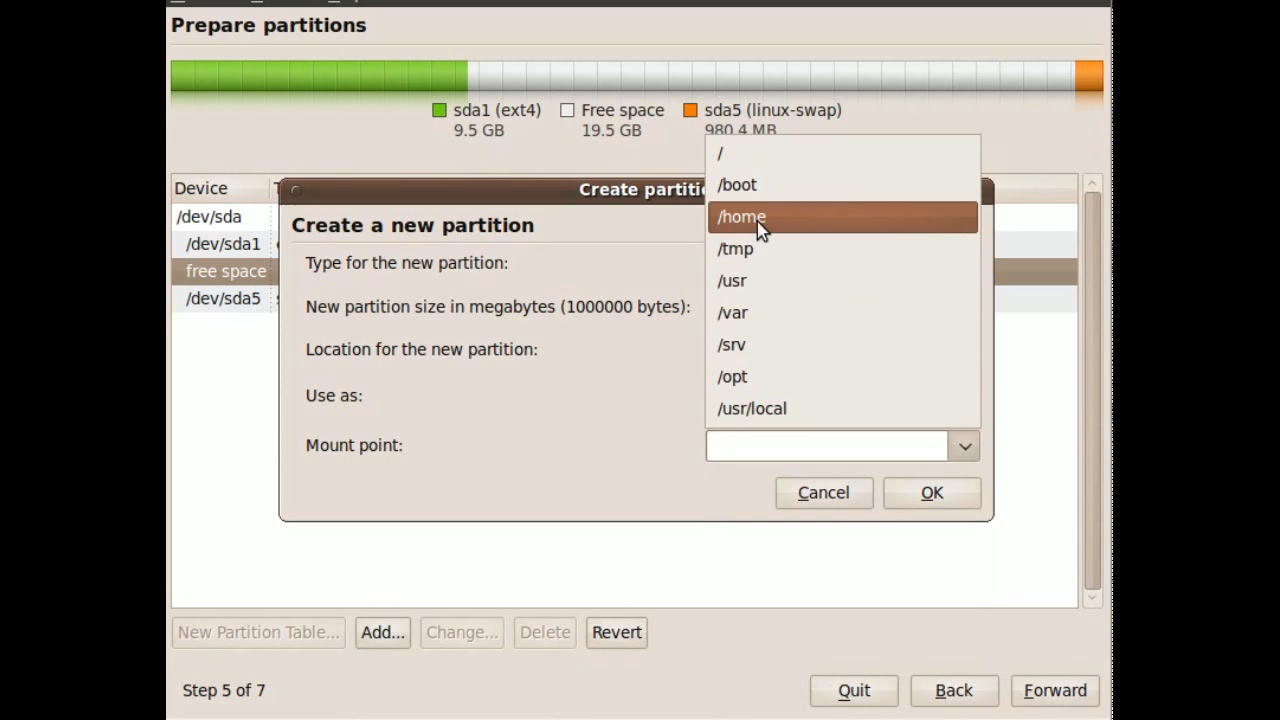 Prepare partitions
sda1 (ext4) Free space sda5 (linux-swap)
9.5 GB 19.5 GB 980.4 MB
Device
/dev/sda
/dev/sda1
free space
/dev/sda5
Create partitio
Create a new partition
Type for the new partition:
New partition size in megabytes (1000000 bytes):
Location for the new partition:
Use as:
Mount point:
/
/boot
/home
/tmp
/usr
/var
/srv
/opt
/usr/local
Cancel OK
New Partition Table... Add... Change... Delete Revert
Step 5 of 7 Quit Back Forward